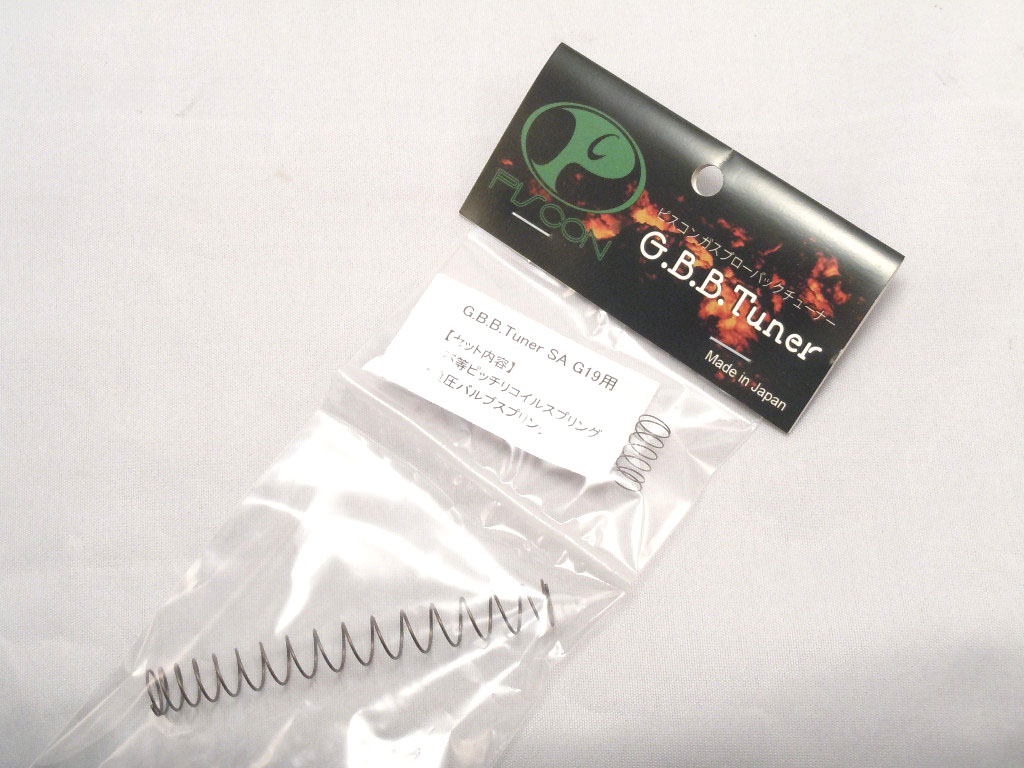 PISCON
ピスコンガスブローバックチューナー
G.B.B.Tuner
Made in Japan
G.B.B.Tuner SA G19用
【セット内容】
等ピッチリコイルスプリング
圧バルブスプリン